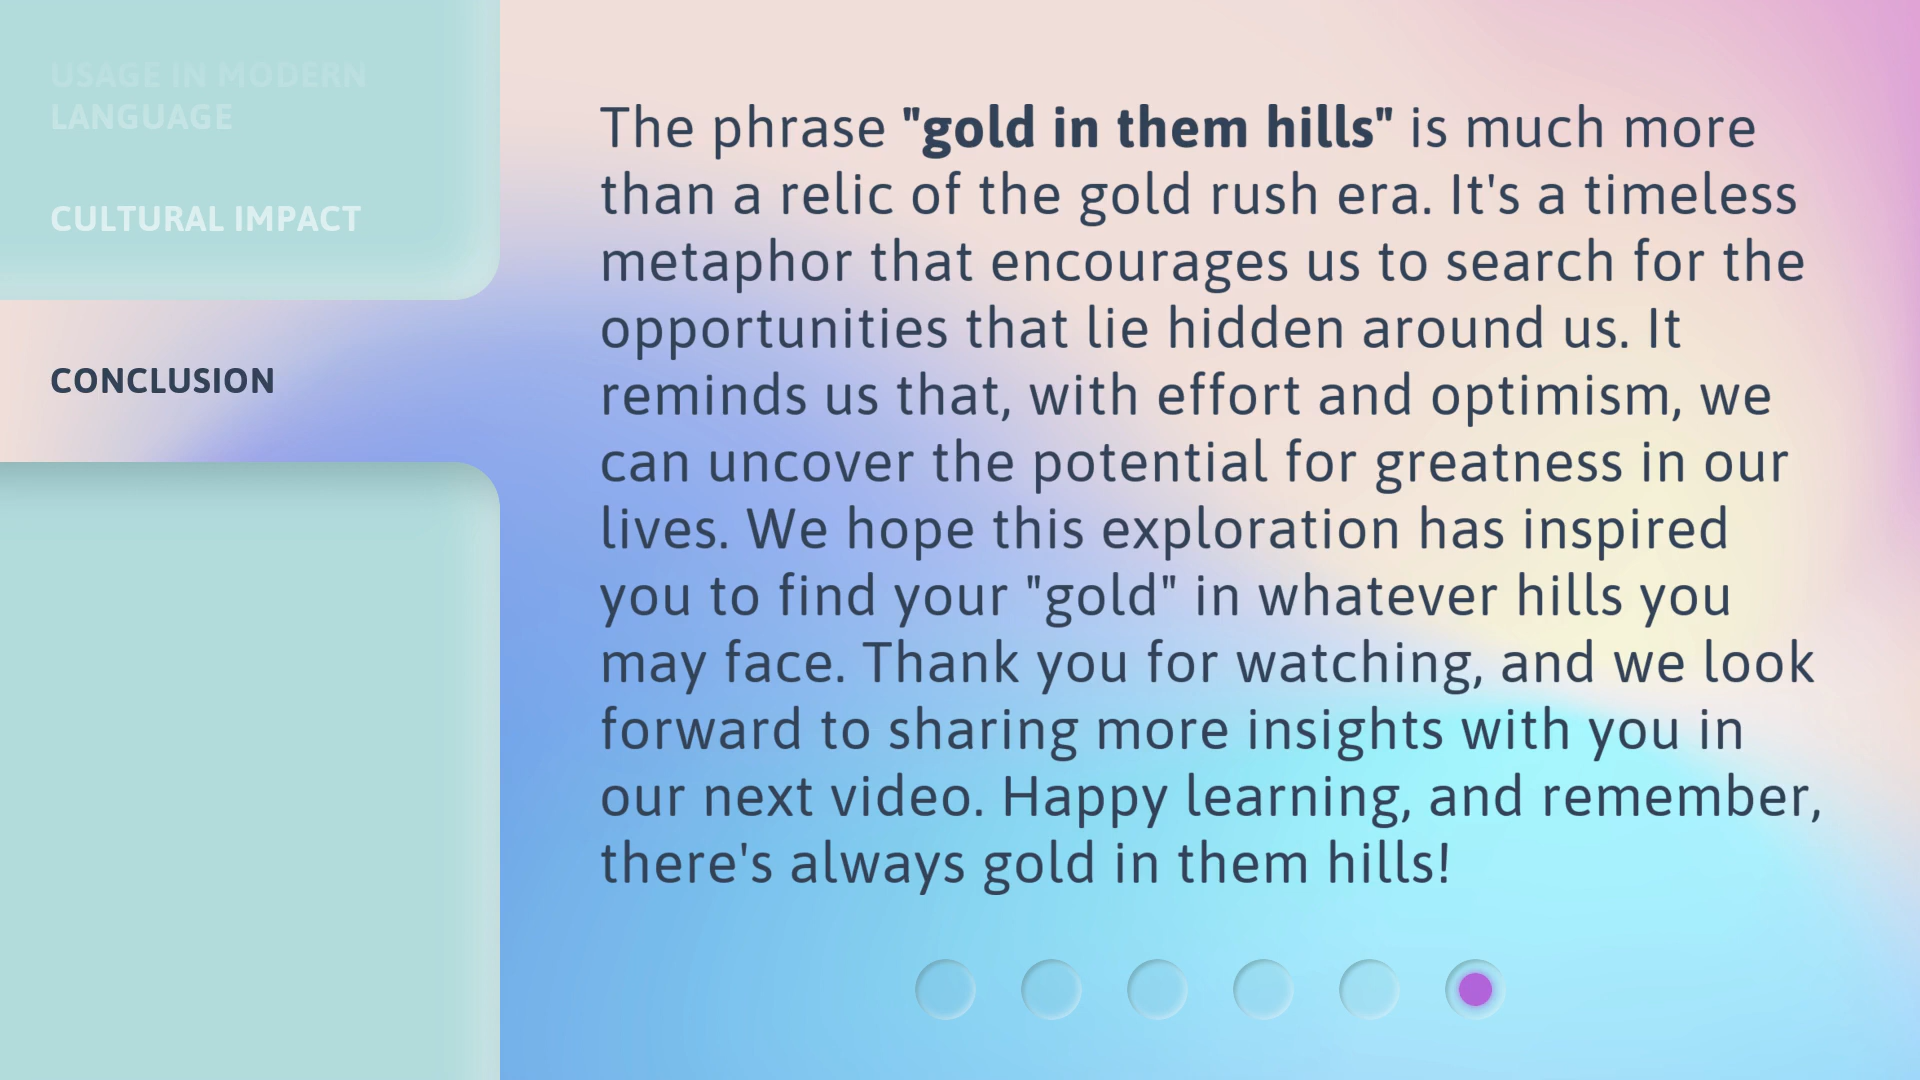 USAGE IN MODERN
LANGUAGE
CULTURAL IMPACT
CONCLUSION
The phrase "gold in them hills" is much more
than a relic of the gold rush era. It's a timeless
metaphor that encourages us to search for the
opportunities that lie hidden around us. It
reminds us that, with effort and optimism, we
can uncover the potential for greatness in our
lives. We hope this exploration has inspired
you to find your "gold" in whatever hills you
may face. Thank you for watching, and we look
forward to sharing more insights with you in
our next video. Happy learning, and remember,
there's always gold in them hills!